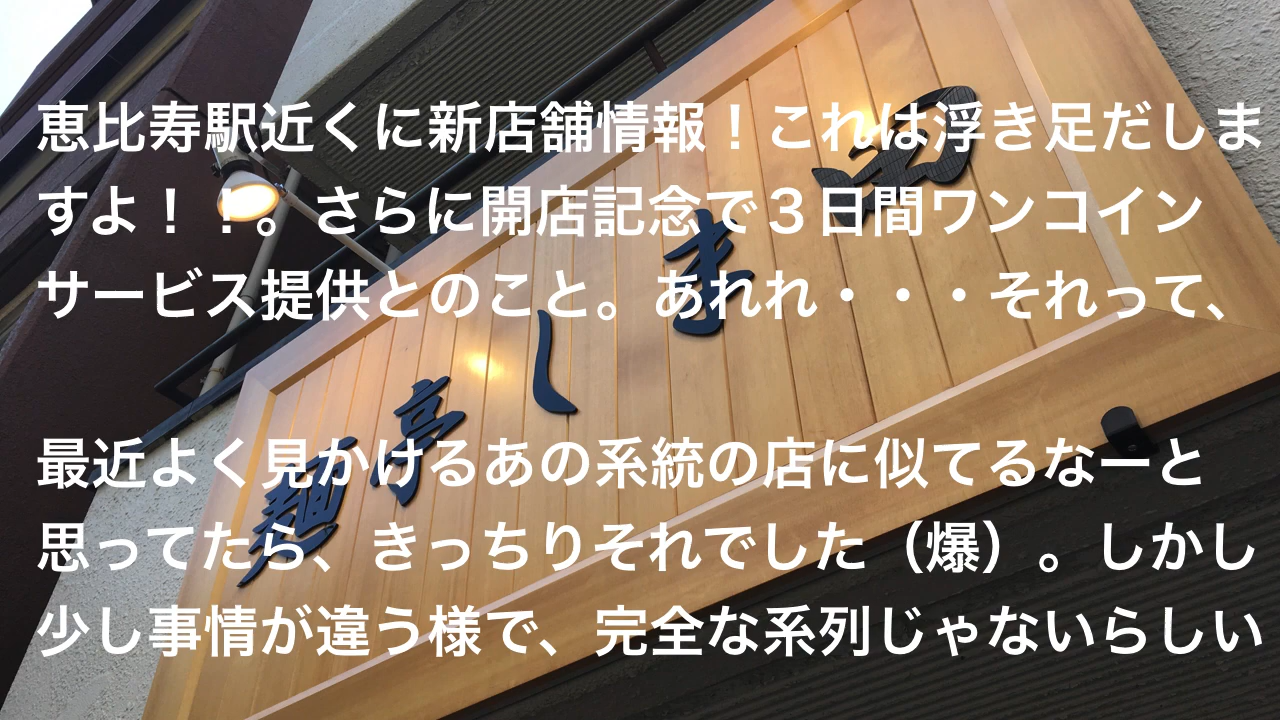 恵比寿駅近くに新店舗情報！これは浮き足だしま
すよ！！。さらに開店記念で３日間ワンコイン
サービス提供とのこと。あれれ・・・それって、
最近よく見かけるあの系統の店に似てるなーと
思ってたら、きっちりそれでした（爆）。しかし
少し事情が違う様で、完全な系列じゃないらしい
麺亭しま田